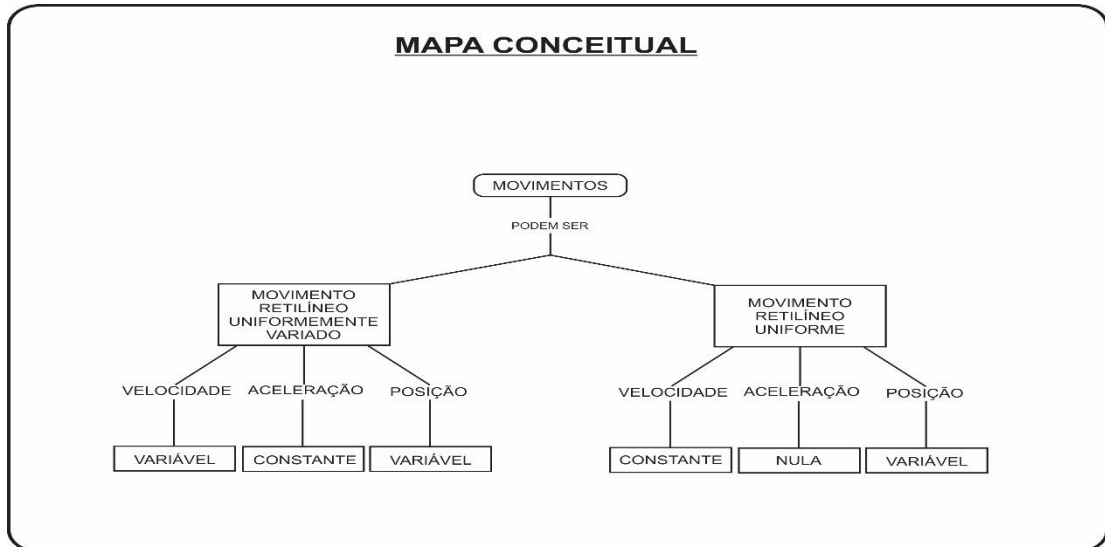 MAPA CONCEITUAL
MOVIMENTOS
PODEM SER
MOVIMENTO
RETILÍNEO
UNIFORMEMENTE
VARIADO
MOVIMENTO
RETILÍNEO
UNIFORME
VELOCIDADE ACELERAÇÃO POSIÇÃO
VELOCIDADE ACELERAÇÃO POSIÇÃO
VARIÁVEL CONSTANTE VARIÁVEL
CONSTANTE NULA VARIÁVEL